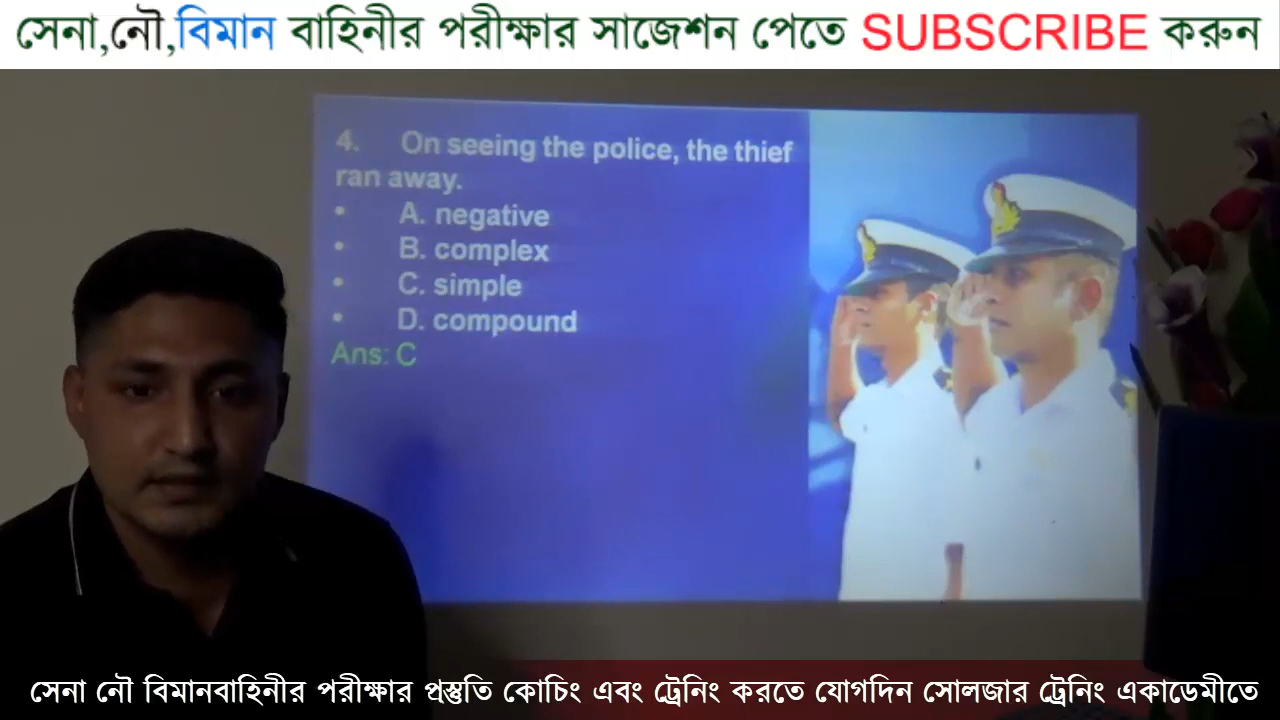 সেনা,নৌ,বিমান বাহিনীর পরীক্ষার সাজেশন পেতে SUBSCRIBE করুন
4. On seeing the police, the thief
ran away.
• A. negative
• B. complex
• C. simple
• D. compound
Ans: C
সেনা নৌ বিমানবাহিনীর পরীক্ষার প্রস্তুতি কোচিং এবং ট্রেনিং করতে যোগদিন সোলজার ট্রেনিং একাডেমীতে